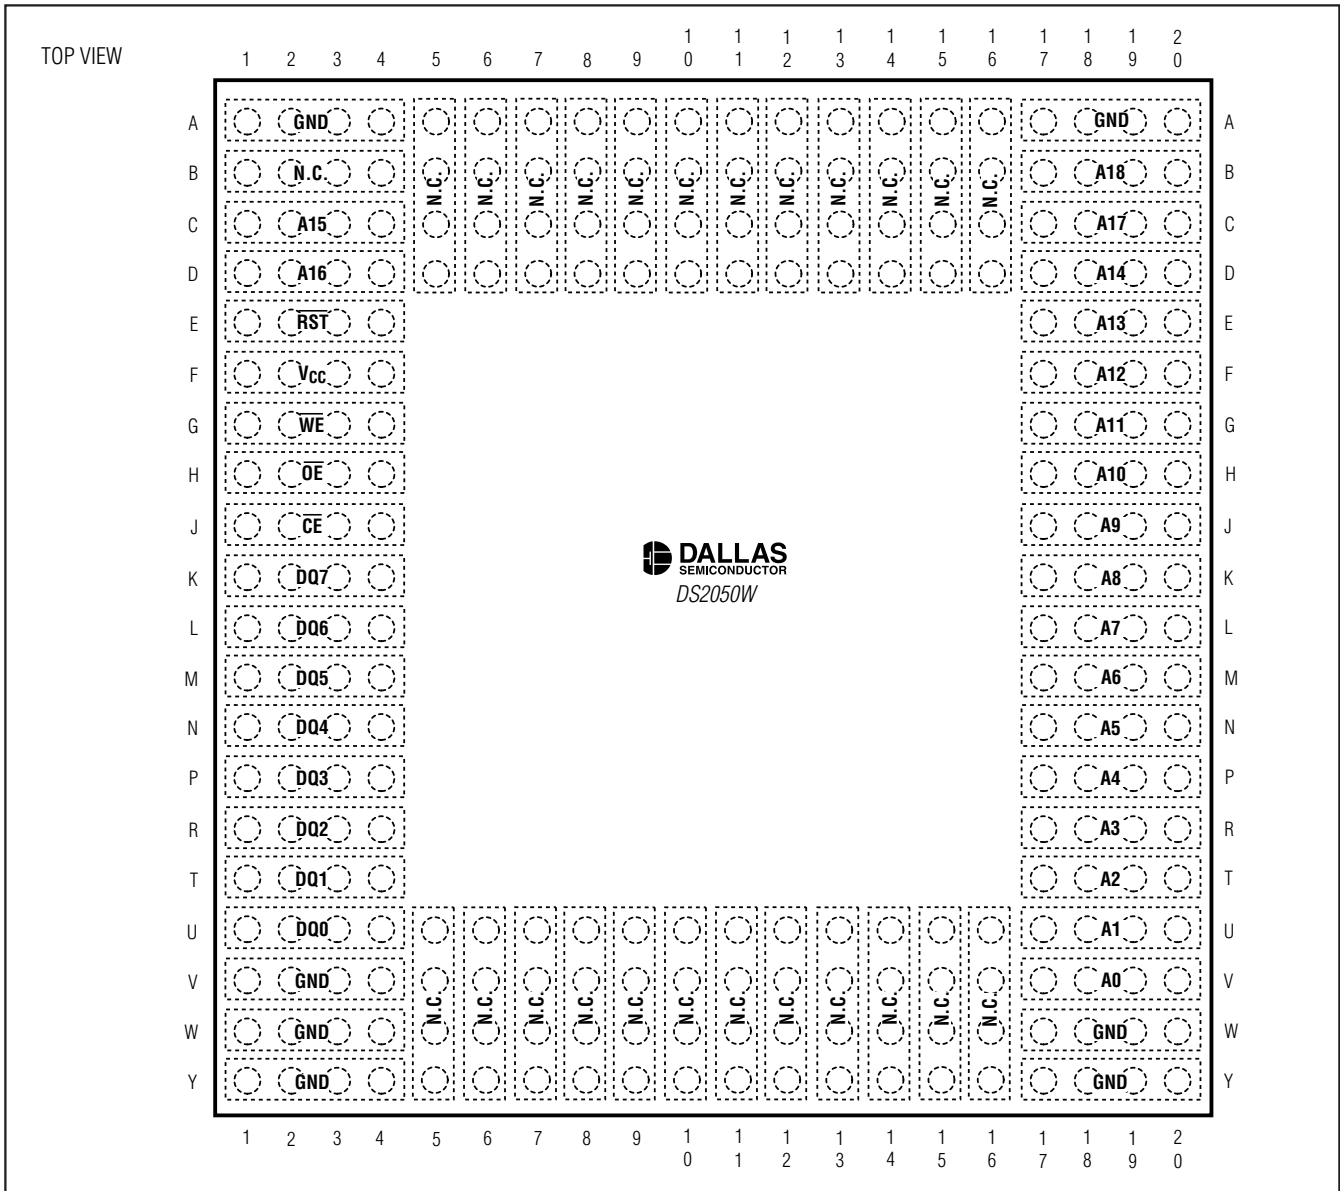 TOP VIEW
1 2 3 4 5 6 7 8 9 10 11 12 13 14 15 16 17 18 19 20
A GND GND A
B N.C. A18 B
N.C. N.C. N.C. N.C. N.C. N.C. N.C. N.C. N.C. N.C. N.C. N.C.
C A15 A17 C
D A16 A14 D
E R̅S̅T̅ A13 E
F VCC A12 F
G W̅E̅ A11 G
H O̅E̅ A10 H
J C̅E̅ A9 J
DALLAS
SEMICONDUCTOR
K DQ7 A8 K
DS2050W
L DQ6 A7 L
M DQ5 A6 M
N DQ4 A5 N
P DQ3 A4 P
R DQ2 A3 R
T DQ1 A2 T
U DQ0 A1 U
V GND A0 V
N.C. N.C. N.C. N.C. N.C. N.C. N.C. N.C. N.C. N.C. N.C. N.C.
W GND GND W
Y GND GND Y
1 2 3 4 5 6 7 8 9 10 11 12 13 14 15 16 17 18 19 20